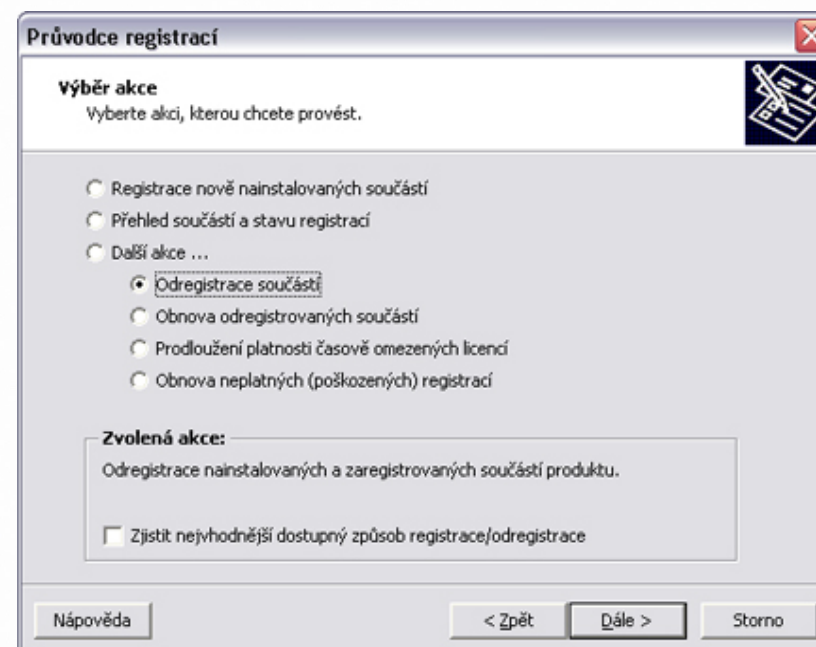 Průvodce registrací
Výběr akce
Vyberte akci, kterou chcete provést.
Registrace nově nainstalovaných součástí
Přehled součástí a stavu registrací
Další akce ...
Odregistrace součástí
Obnova odregistrovaných součástí
Prodloužení platnosti časově omezených licencí
Obnova neplatných (poškozených) registrací
Zvolená akce:
Odregistrace nainstalovaných a zaregistrovaných součástí produktu.
Zjistit nejvhodnější dostupný způsob registrace/odregistrace
Nápověda < Zpět Dále > Storno